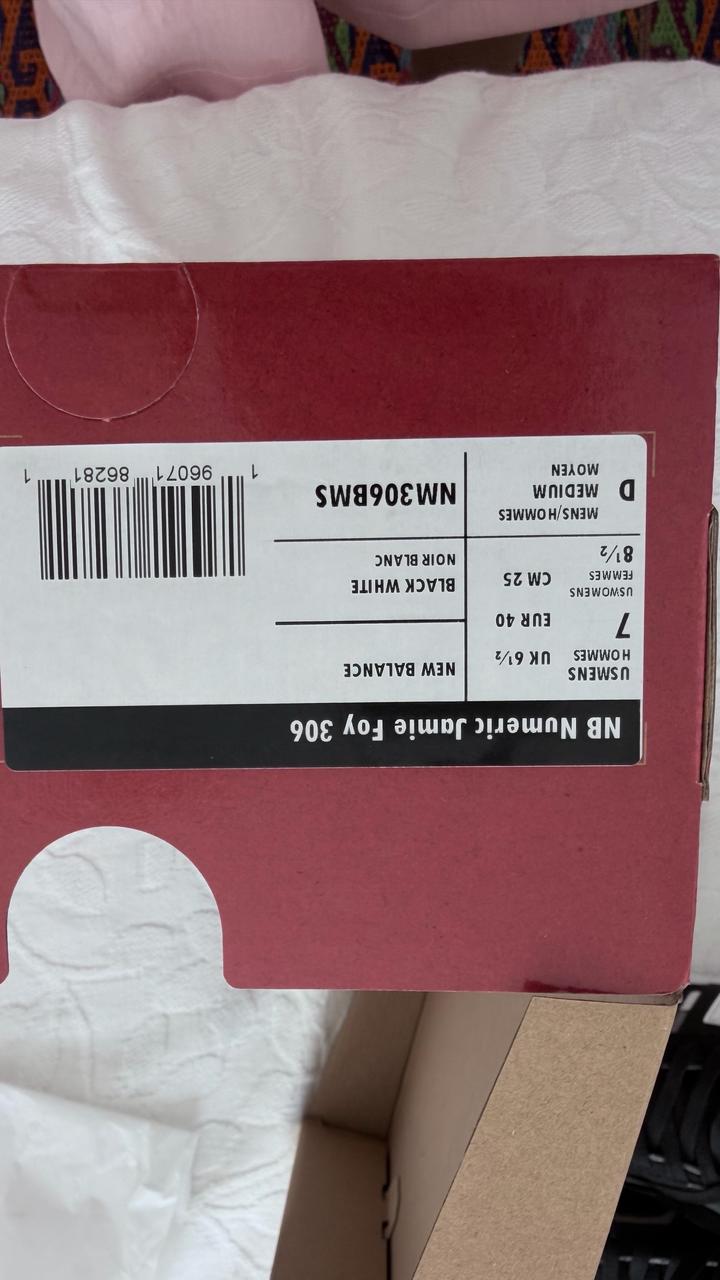 NB Numeric Jamie Foy 306
USMENS
HOMMES
7
USWOMENS
FEMMES
8½
UK 6½
EUR 40
CM 25
MENS/HOMMES
D
MEDIUM
MOYEN
NEW BALANCE
BLACK WHITE
NOIR BLANC
NM306BMS
1 96071 86281 1